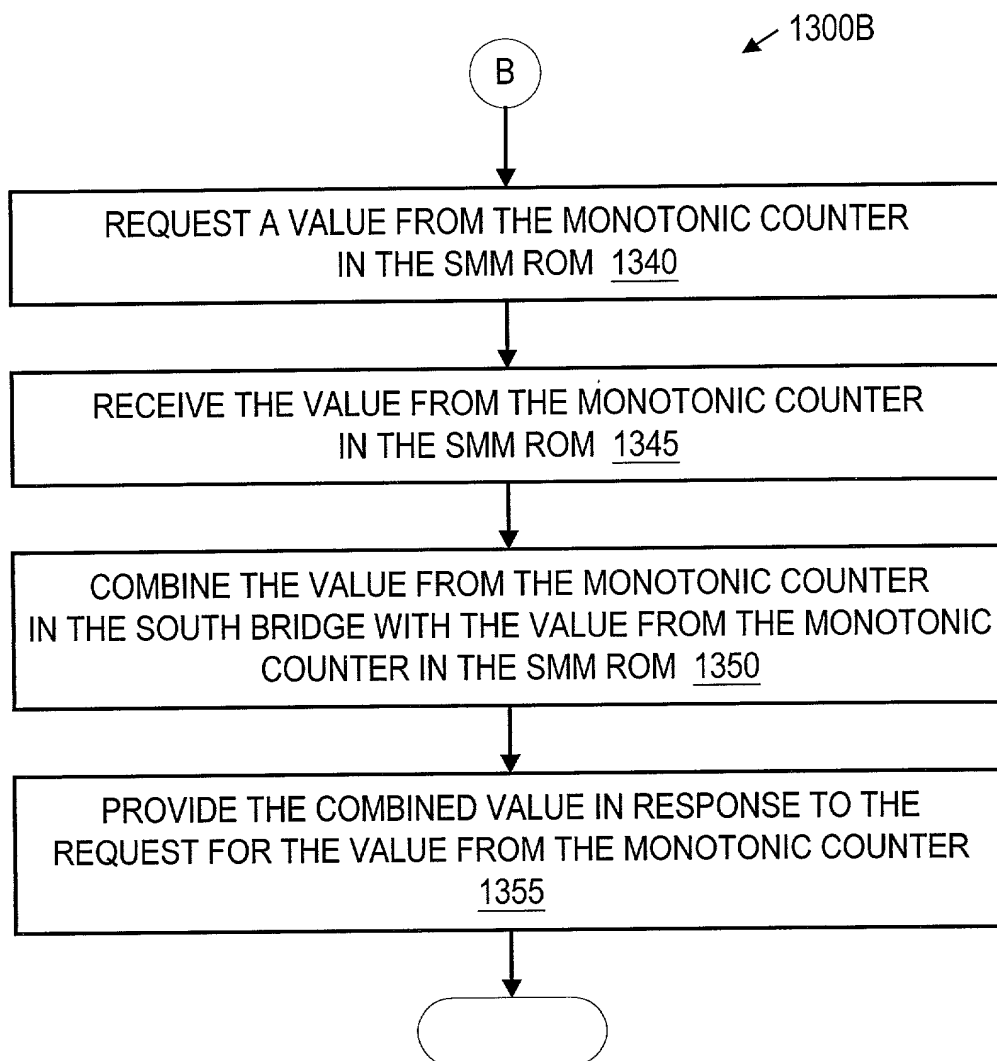 1300B
B
REQUEST A VALUE FROM THE MONOTONIC COUNTER
IN THE SMM ROM 1340
RECEIVE THE VALUE FROM THE MONOTONIC COUNTER
IN THE SMM ROM 1345
COMBINE THE VALUE FROM THE MONOTONIC COUNTER
IN THE SOUTH BRIDGE WITH THE VALUE FROM THE MONOTONIC
COUNTER IN THE SMM ROM 1350
PROVIDE THE COMBINED VALUE IN RESPONSE TO THE
REQUEST FOR THE VALUE FROM THE MONOTONIC COUNTER
1355